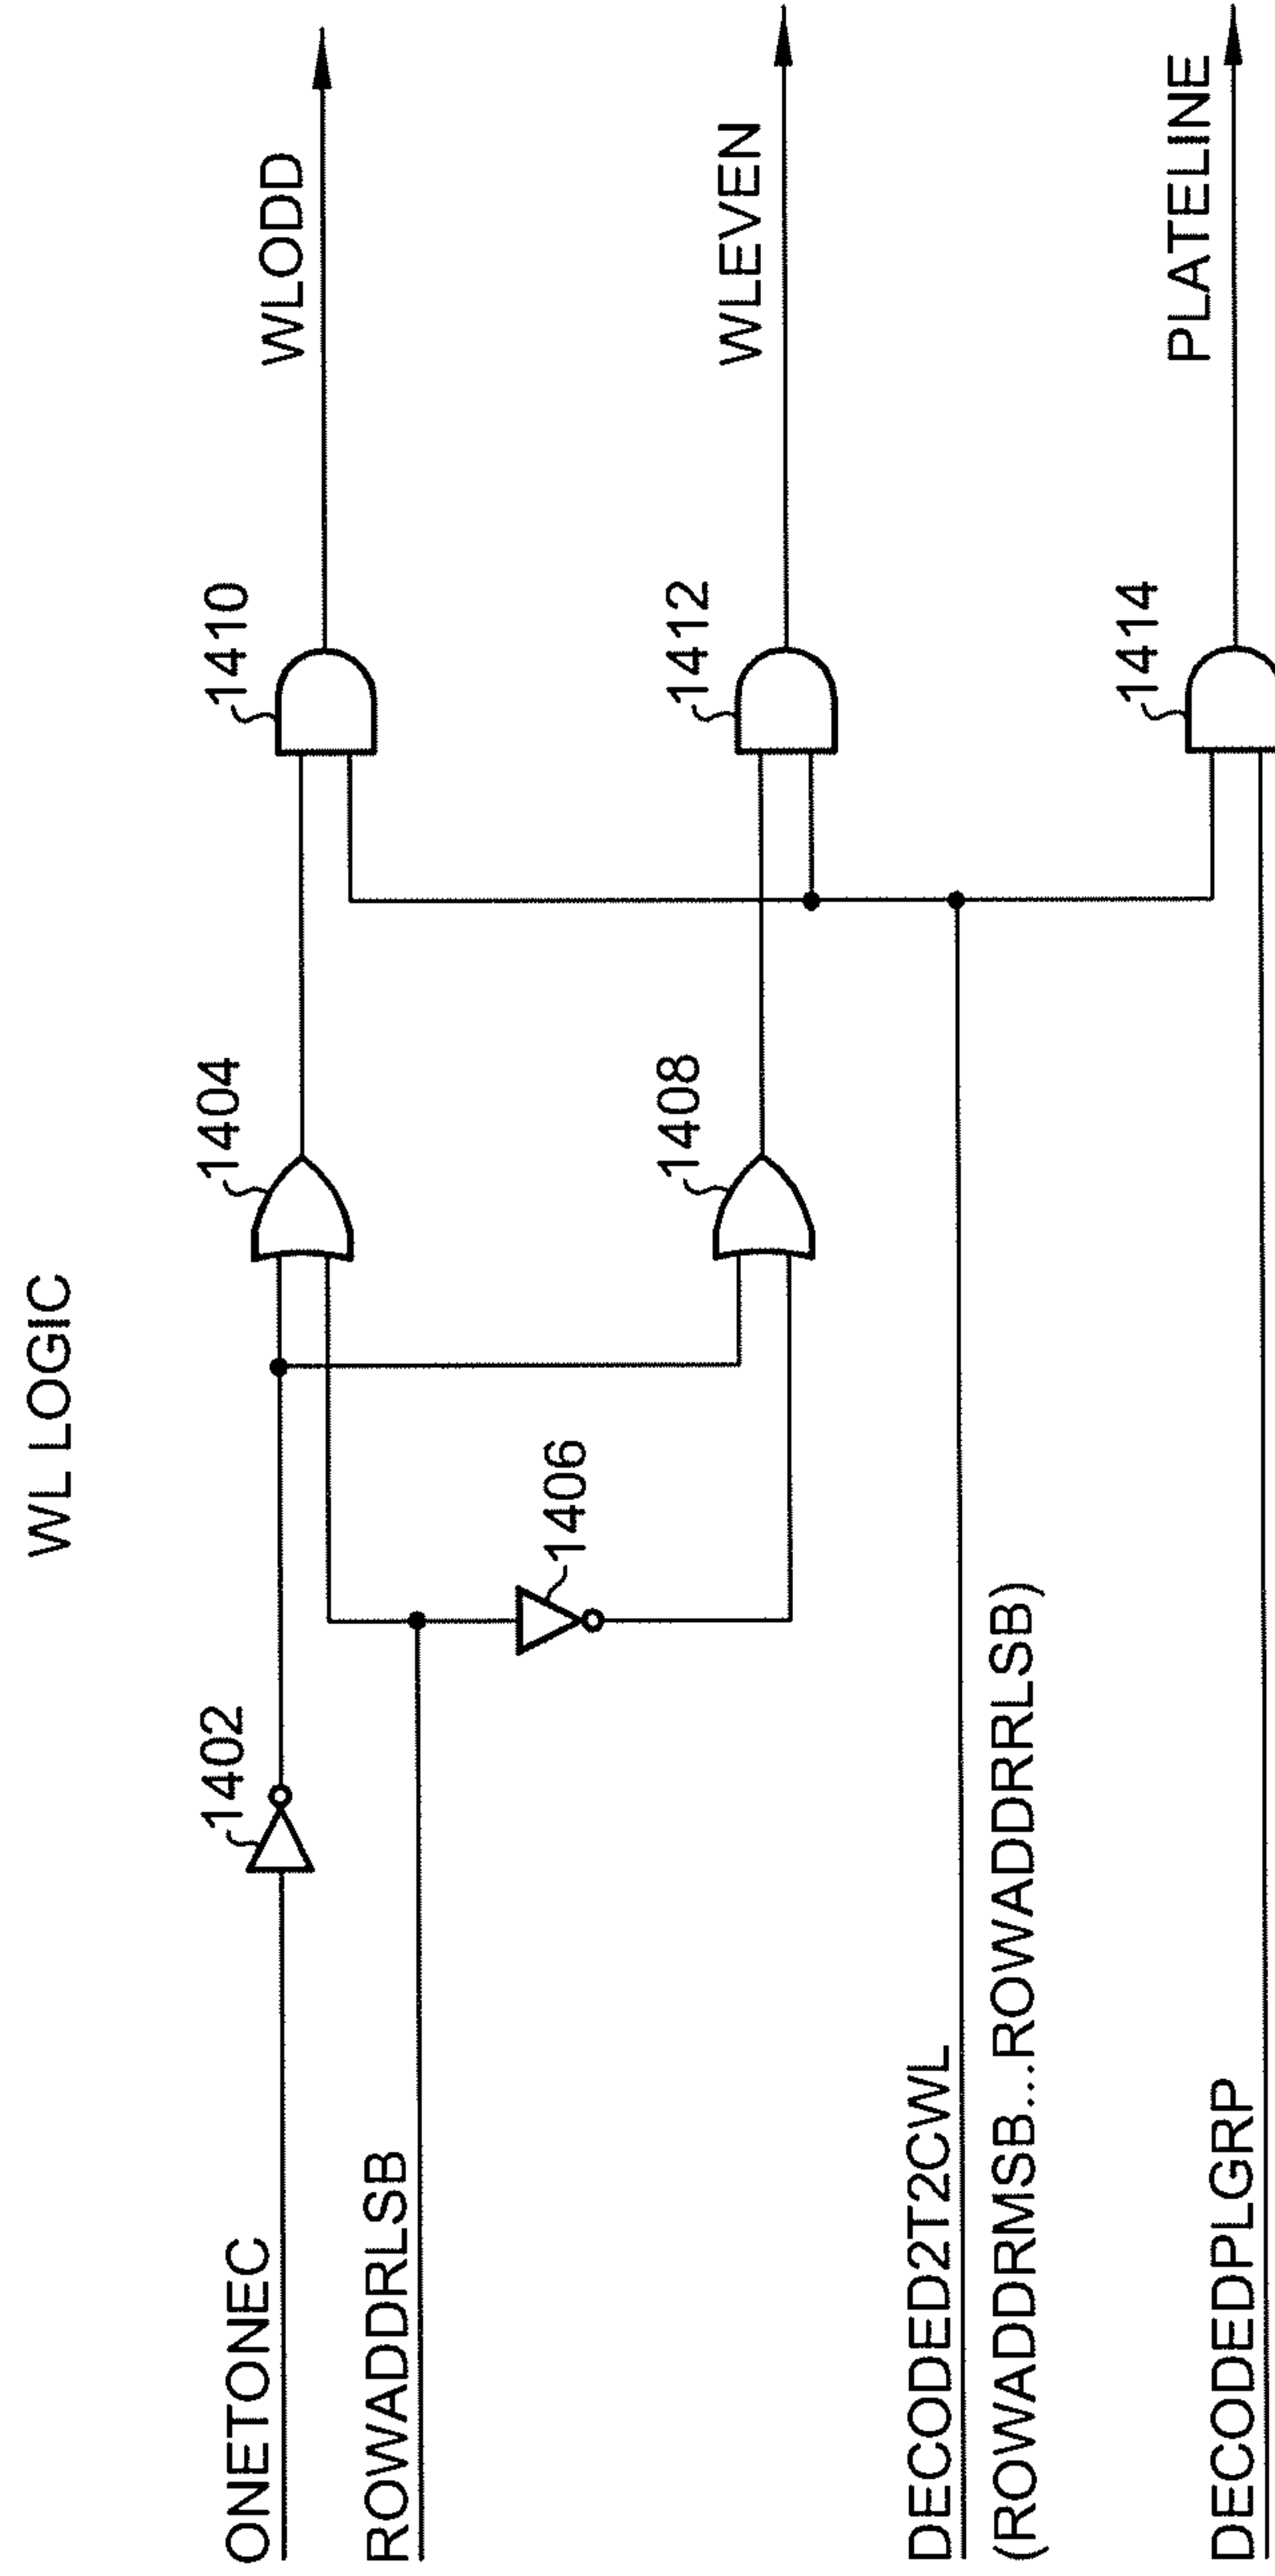 WL LOGIC
ONETONEC
1402
1404
1410
WLODD
ROWADDRLSB
1406
1408
1412
WLEVEN
DECODED2T2CWL
(ROWADDRMSB...ROWADDRRLSB)
DECODEDPLGRP
1414
PLATELINE